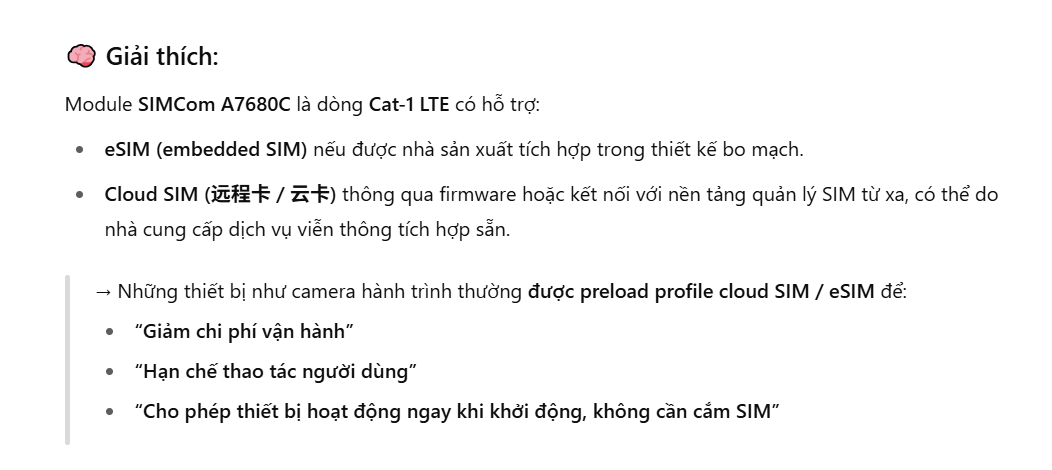 🧠 Giải thích:
Module SIMCom A7680C là dòng Cat-1 LTE có hỗ trợ:
• eSIM (embedded SIM) nếu được nhà sản xuất tích hợp trong thiết kế bo mạch.
• Cloud SIM (远程卡 / 云卡) thông qua firmware hoặc kết nối với nền tảng quản lý SIM từ xa, có thể do
nhà cung cấp dịch vụ viễn thông tích hợp sẵn.
→ Những thiết bị như camera hành trình thường được preload profile cloud SIM / eSIM để:
• “Giảm chi phí vận hành”
• “Hạn chế thao tác người dùng”
• “Cho phép thiết bị hoạt động ngay khi khởi động, không cần cắm SIM”